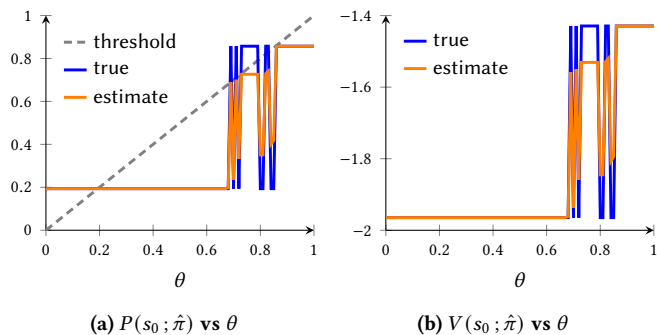 1
0.8
0.6
0.4
0.2
0
0
0.2
0.4
0.6
0.8
1
θ
threshold
true
estimate
(a) P(s₀ ; π̂) vs θ
−1.4
−1.6
−1.8
−2
0
0.2
0.4
0.6
0.8
1
θ
true
estimate
(b) V(s₀ ; π̂) vs θ